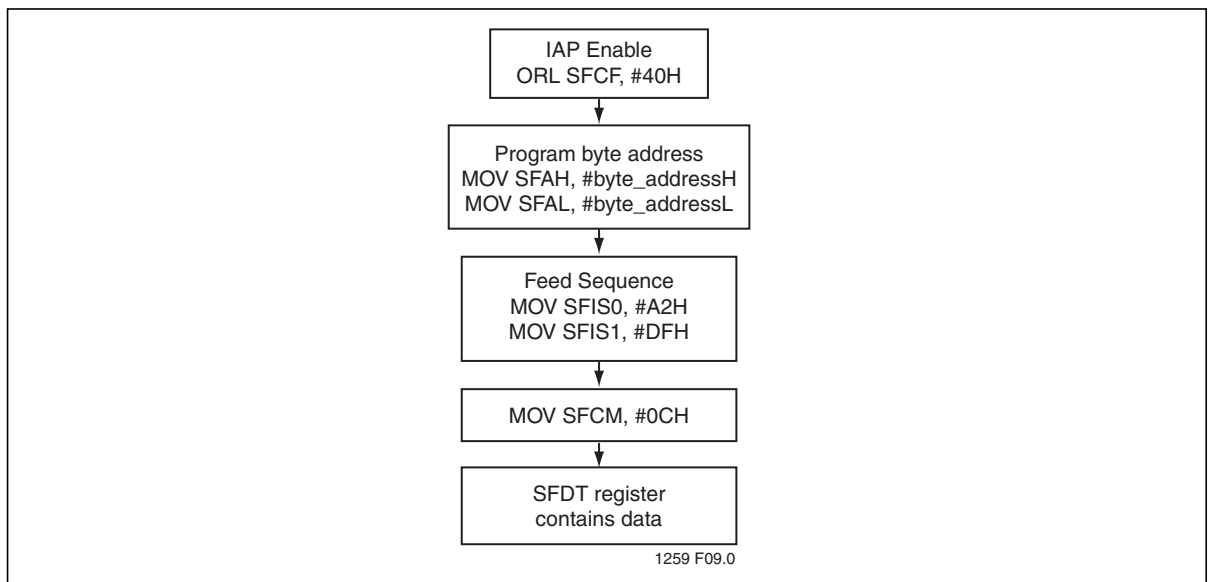 IAP Enable
ORL SFCF, #40H
Program byte address
MOV SFAH, #byte_addressH
MOV SFAL, #byte_addressL
Feed Sequence
MOV SFIS0, #A2H
MOV SFIS1, #DFH
MOV SFCM, #0CH
SFDT register
contains data
1259 F09.0